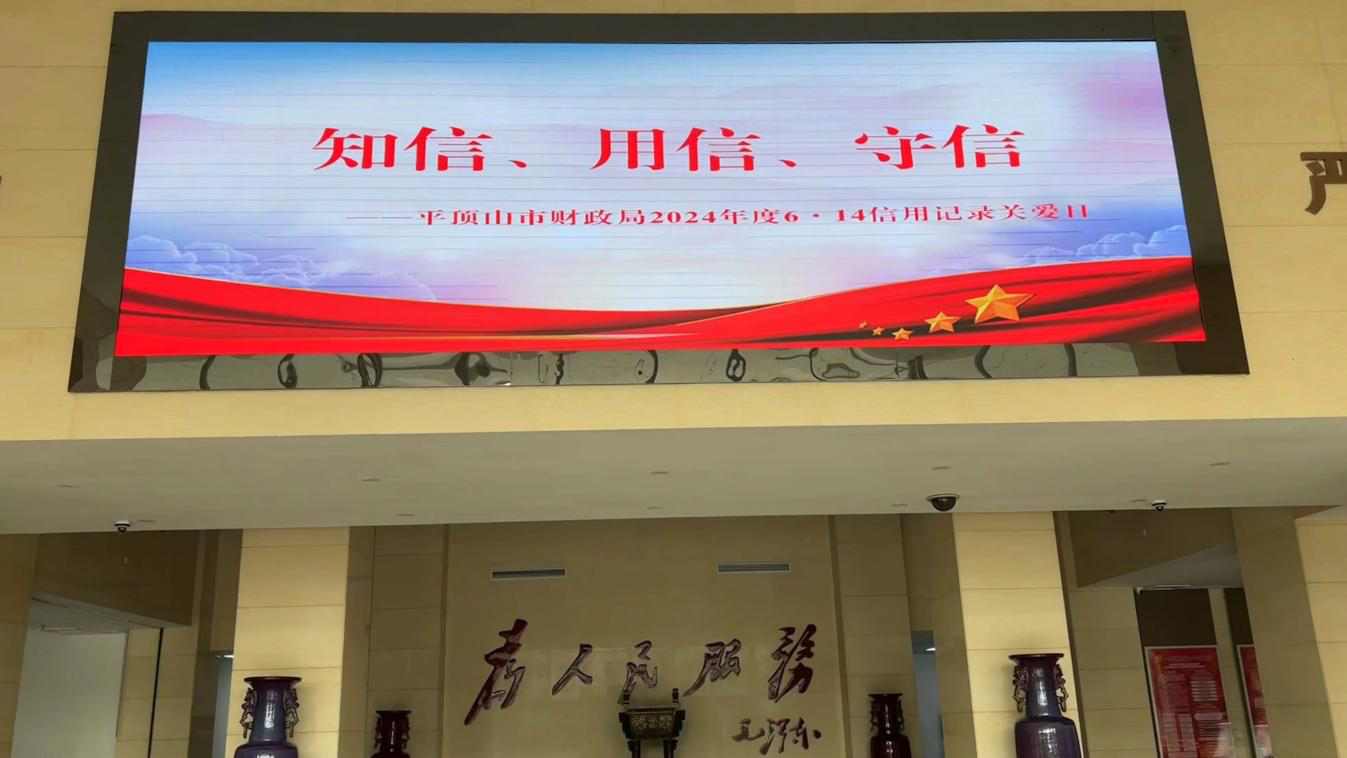 知信、用信、守信
——平顶山市财政局2024年度6·14信用记录关爱日
严
为人民服务
毛泽东